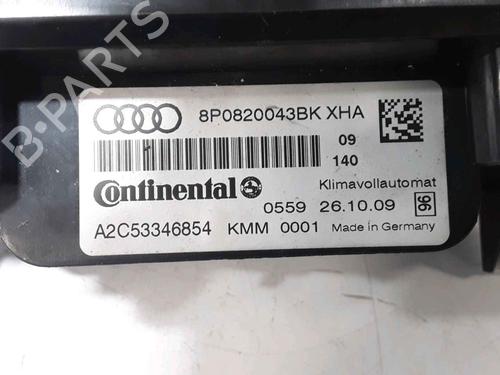 B-PARTS
8P0820043BK XHA
09
140
Continental
Klimavollautomat
0559 26.10.09
96
A2C53346854 KMM 0001 Made in Germany